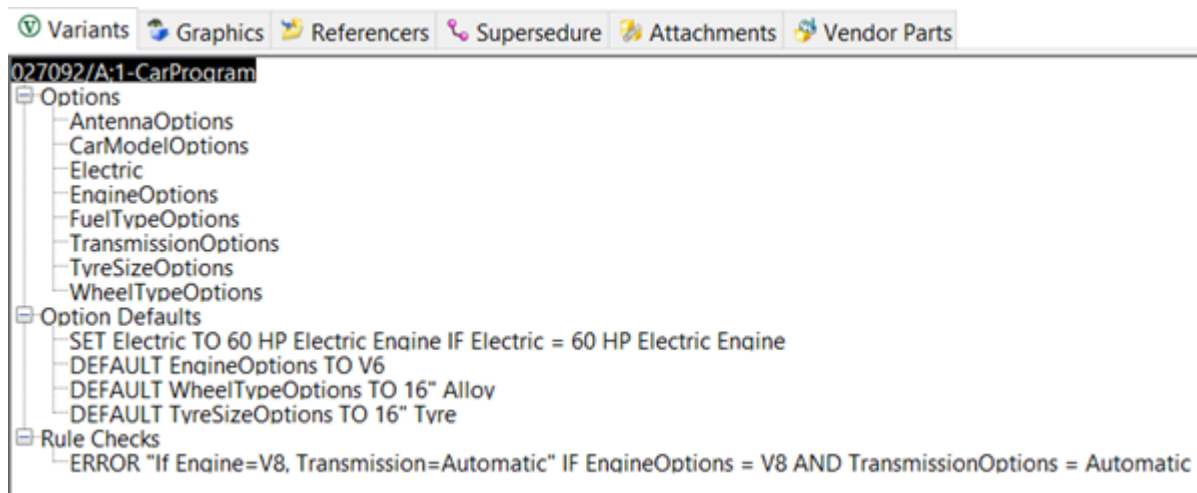 Variants Graphics Referencers Supersedure Attachments Vendor Parts
027092/A;1-CarProgram
Options
AntennaOptions
CarModelOptions
Electric
EngineOptions
FuelTypeOptions
TransmissionOptions
TyreSizeOptions
WheelTypeOptions
Option Defaults
SET Electric TO 60 HP Electric Engine IF Electric = 60 HP Electric Engine
DEFAULT EngineOptions TO V6
DEFAULT WheelTypeOptions TO 16" Alloy
DEFAULT TyreSizeOptions TO 16" Tyre
Rule Checks
ERROR "If Engine=V8, Transmission=Automatic" IF EngineOptions = V8 AND TransmissionOptions = Automatic